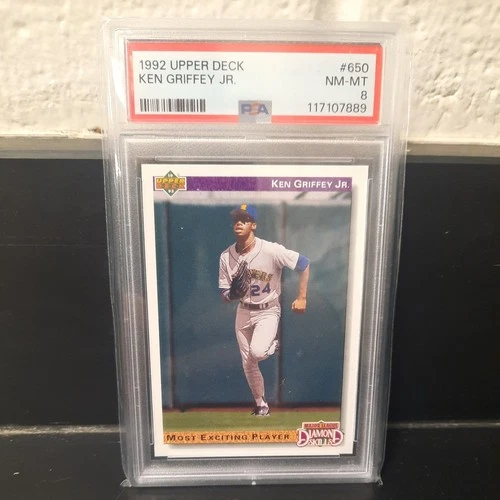 1992 UPPER DECK #650
KEN GRIFFEY JR. NM-MT
8
PSA 117107889
UPPER DECK KEN GRIFFEY JR.
24
MOST EXCITING PLAYER
DIAMOND SKILLS